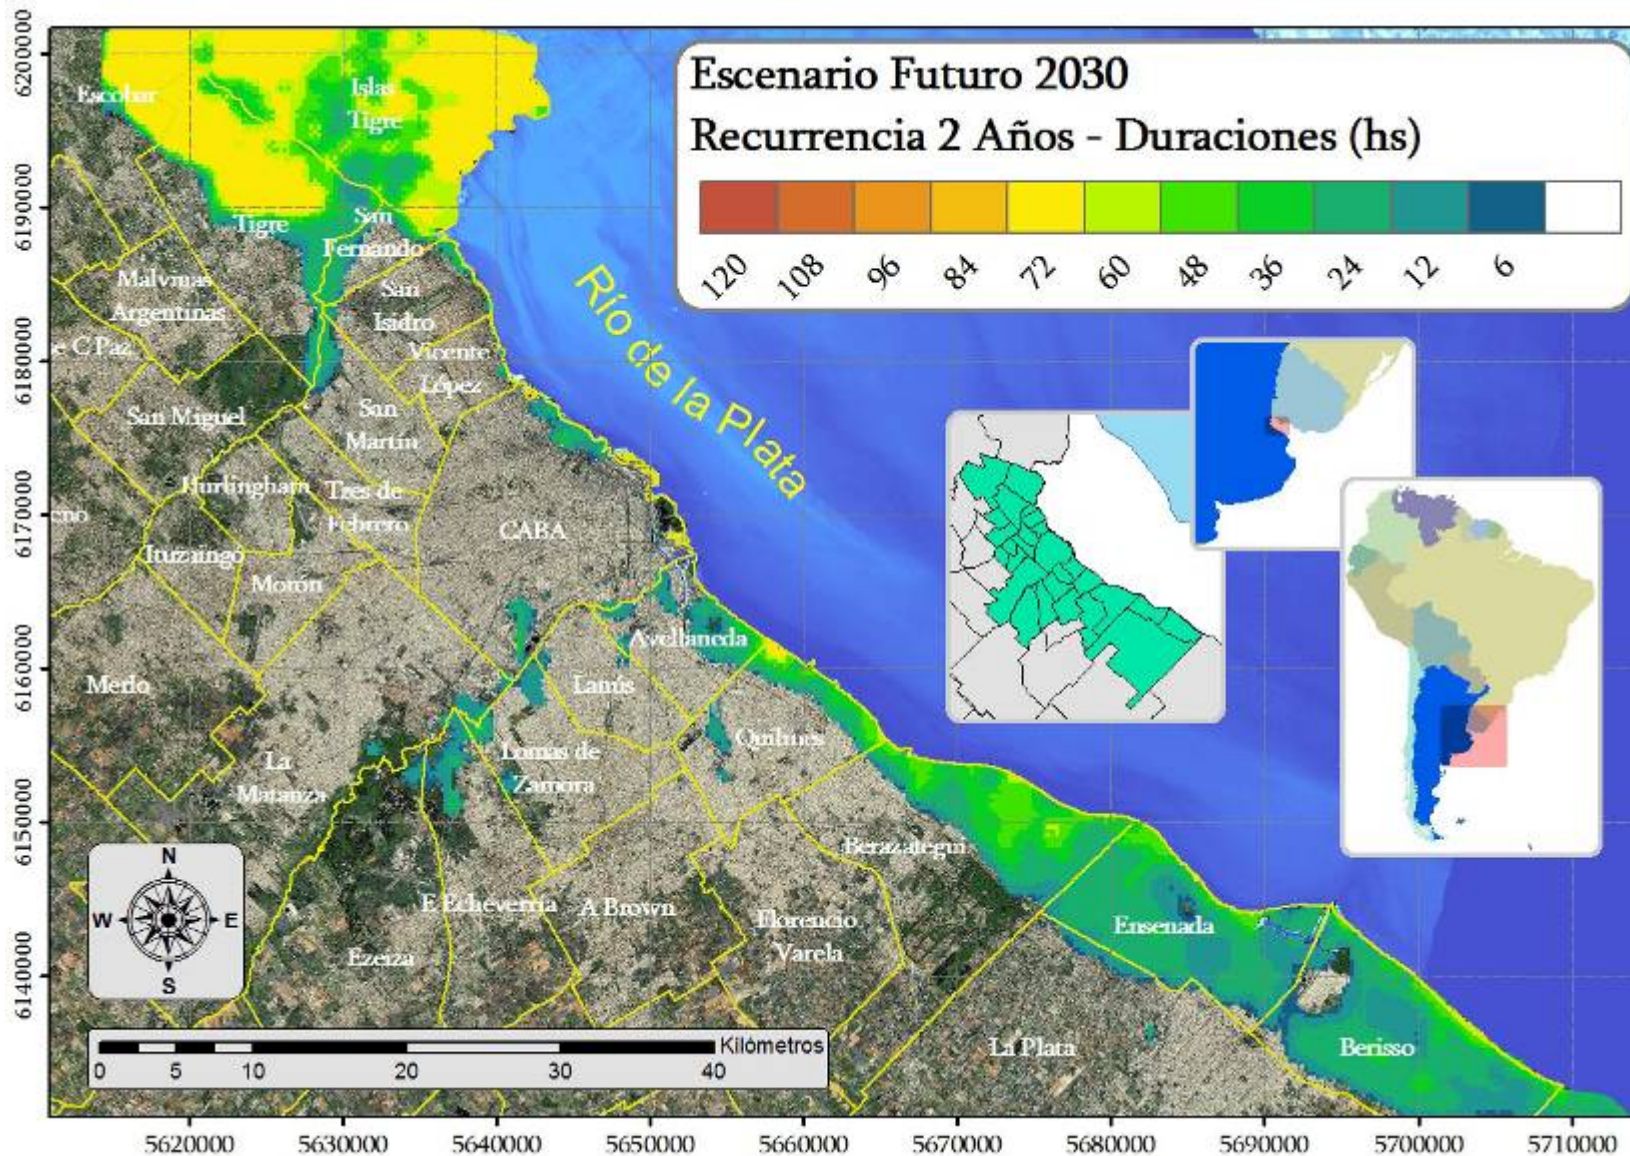 Escenario Futuro 2030
Recurrencia 2 Años - Duraciones (hs)
120
108
96
84
72
60
48
36
24
12
6
Río de la Plata
Escobar
Islas
Tigre
Tigre
San
Fernando
Malvinas
Argentinas
San
Isidro
e C Paz
Vicente
López
San Miguel
San
Martín
Hurlingham
Tres de
Febrero
CABA
Ituzaingó
Morón
Avellaneda
Merlo
Lanús
Lomas de
Zamora
Quilmes
La
Matanza
Berazategui
E Echeverría
A Brown
Florencio
Varela
Ensenada
Ezeiza
La Plata
Berisso
N
W
E
S
Kilómetros
0
5
10
20
30
40
6200000
6190000
6180000
6170000
6160000
6150000
6140000
5620000
5630000
5640000
5650000
5660000
5670000
5680000
5690000
5700000
5710000